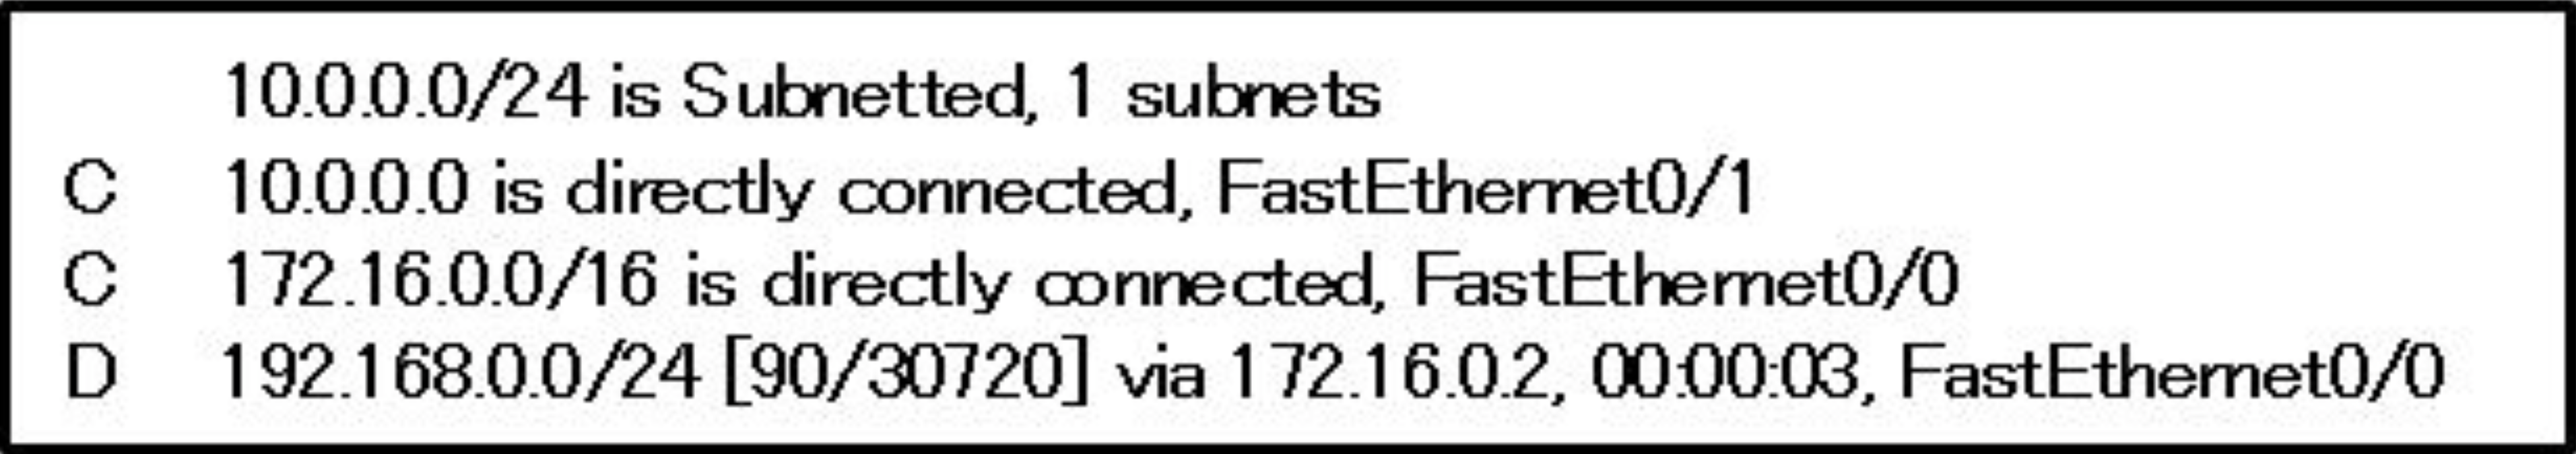 10.0.0.0/24 is Subnetted, 1 subnets
C 10.0.0.0 is directly connected, FastEthernet0/1
C 172.16.0.0/16 is directly connected, FastEthernet0/0
D 192.168.0.0/24 [90/30720] via 172.16.0.2, 00:00:03, FastEthernet0/0